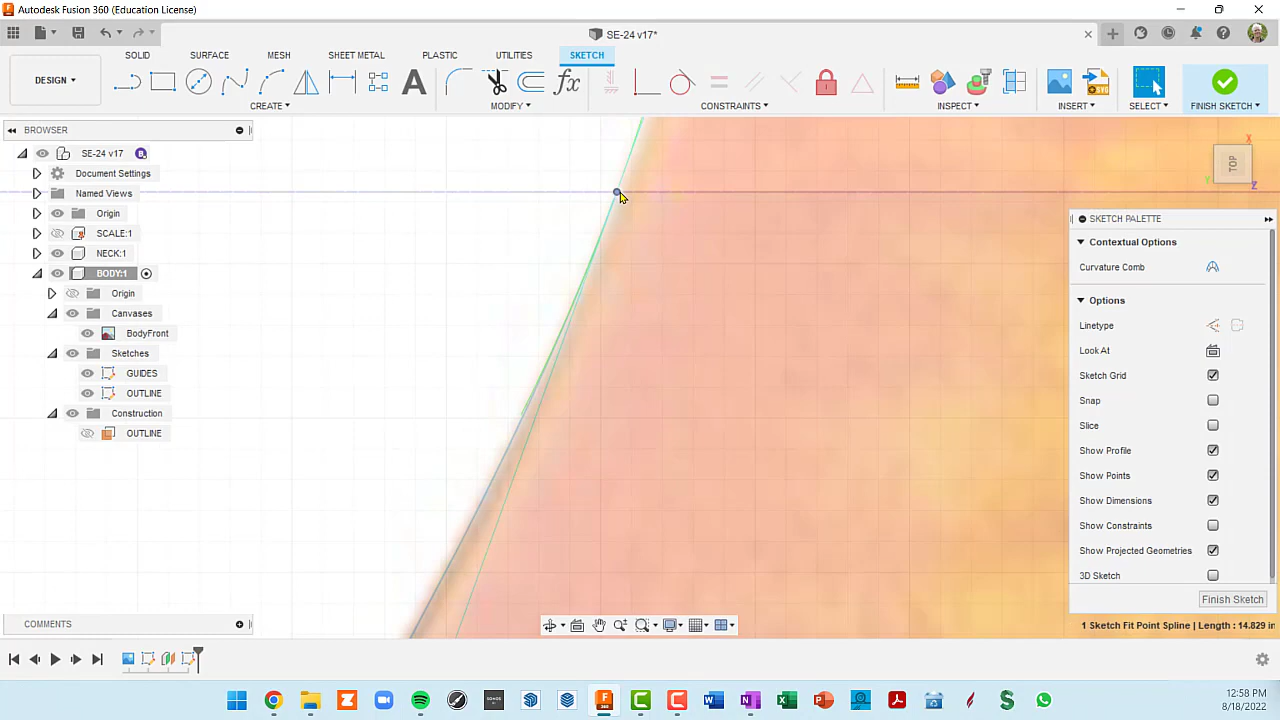 Autodesk Fusion 360 (Education License)
SE-24 v17*
SOLID SURFACE MESH SHEET METAL PLASTIC UTILITIES SKETCH
DESIGN
CREATE MODIFY CONSTRAINTS INSPECT INSERT SELECT FINISH SKETCH
BROWSER
SE-24 v17
Document Settings
Named Views
Origin
SCALE:1
NECK:1
BODY:1
Origin
Canvases
BodyFront
Sketches
GUIDES
OUTLINE
Construction
OUTLINE
COMMENTS
TOP
X
Y
Z
SKETCH PALETTE
Contextual Options
Curvature Comb
Options
Linetype
Look At
Sketch Grid
Snap
Slice
Show Profile
Show Points
Show Dimensions
Show Constraints
Show Projected Geometries
3D Sketch
Finish Sketch
1 Sketch Fit Point Spline | Length : 14.829 in
12:58 PM
8/18/2022